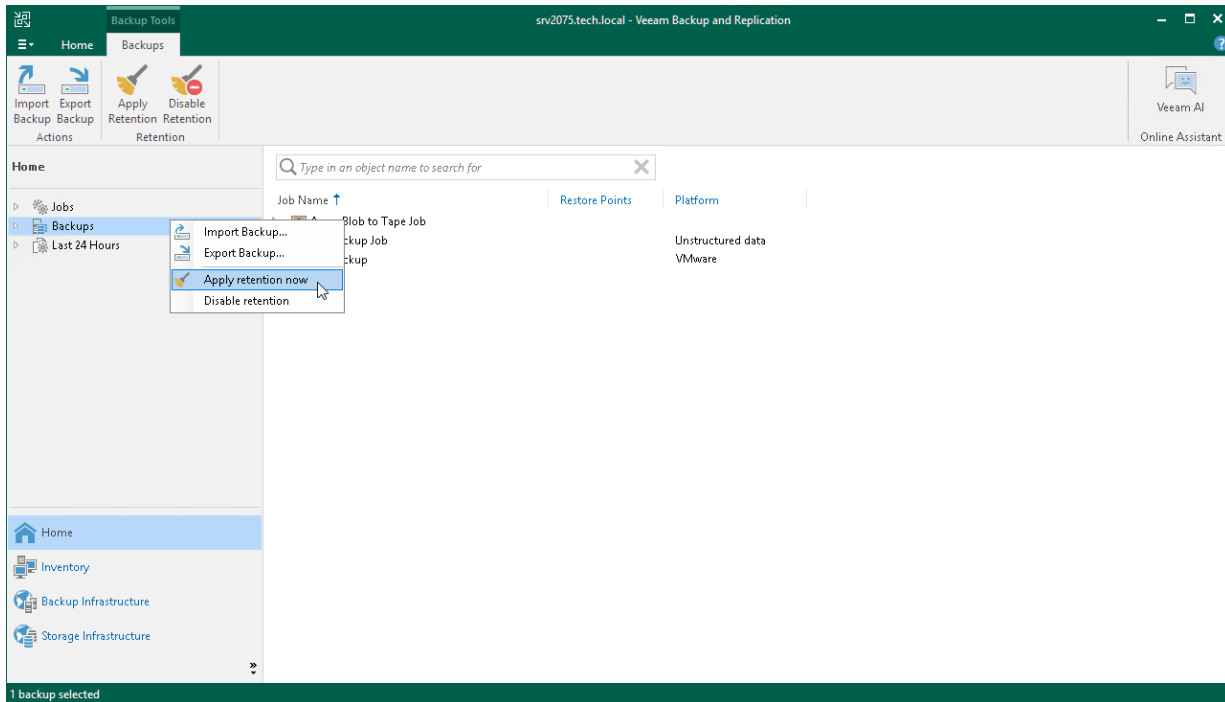 Backup Tools
srv2075.tech.local - Veeam Backup and Replication
Home Backups
Import Backup
Export Backup
Apply Retention
Disable Retention
Actions
Retention
Veeam AI
Online Assistant
Home
Jobs
Backups
Last 24 Hours
Type in an object name to search for
Job Name Restore Points Platform
Blob to Tape Job
ckup Job Unstructured data
ckup VMware
Import Backup...
Export Backup...
Apply retention now
Disable retention
Home
Inventory
Backup Infrastructure
Storage Infrastructure
1 backup selected